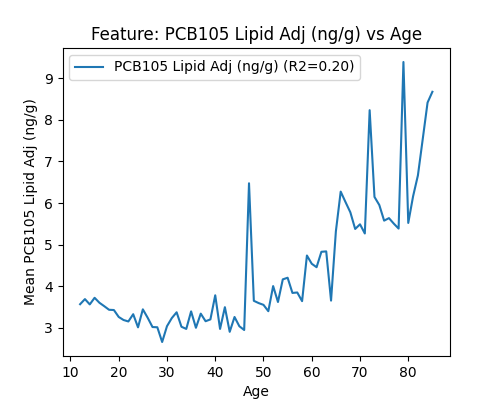 Feature: PCB105 Lipid Adj (ng/g) vs Age
PCB105 Lipid Adj (ng/g) (R2=0.20)
Mean PCB105 Lipid Adj (ng/g)
9
8
7
6
5
4
3
10 20 30 40 50 60 70 80
Age